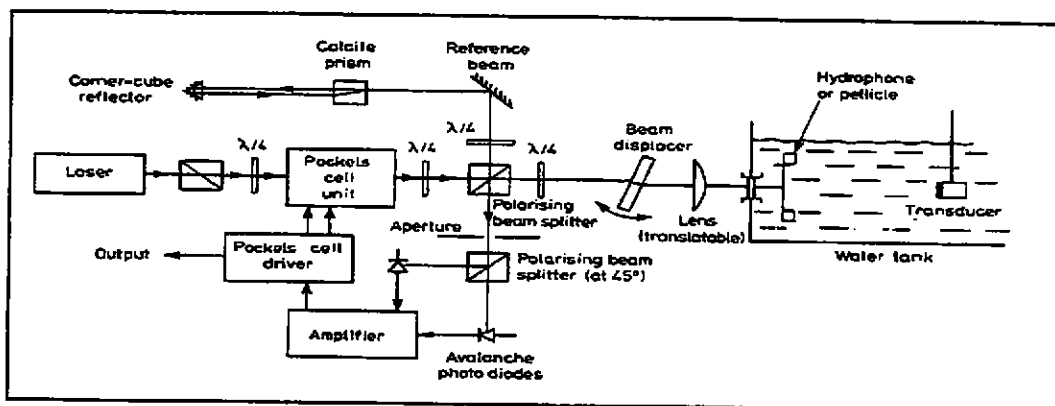 Calcite
prism
Reference
beam
Corner-cube
reflector
Hydrophone
or pellicle
λ/4
Beam
displacer
λ/4
λ/4
λ/4
Laser
Pockels
cell
unit
Polarising
beam splitter
Lens
(translatable)
Transducer
Aperture
Water tank
Output
Pockels cell
driver
Polarising beam
splitter (at 45°)
Amplifier
Avalanche
photo diodes